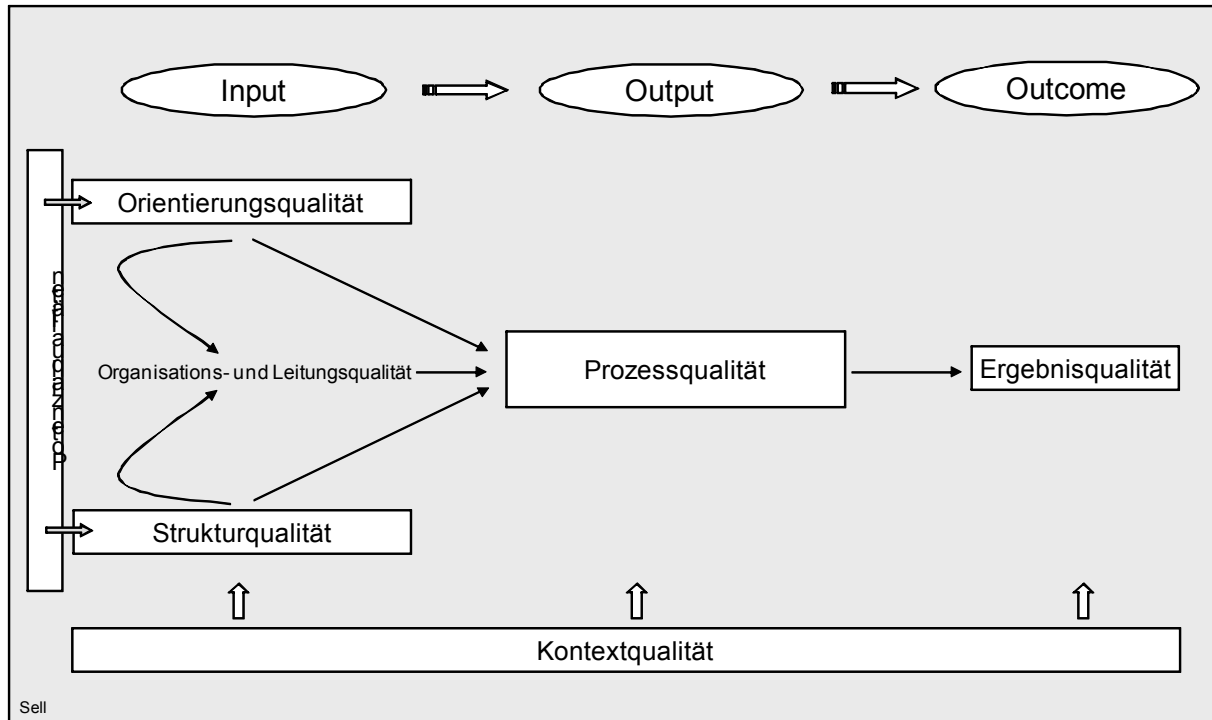 Input
Output
Outcome
Orientierungsqualität
Organisations- und Leitungsqualität
Prozessqualität
Ergebnisqualität
Strukturqualität
Kontextqualität
Sell